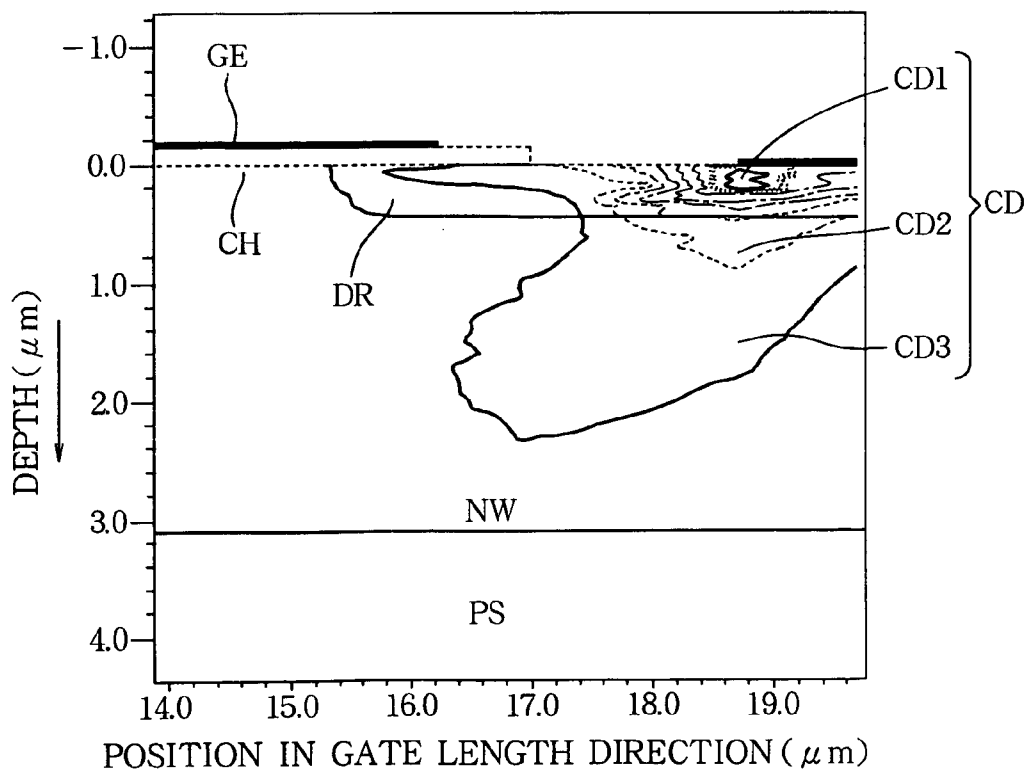 −1.0
0.0
1.0
2.0
3.0
4.0
DEPTH (μm)
GE
CH
DR
CD1
CD2
CD3
CD
NW
PS
14.0 15.0 16.0 17.0 18.0 19.0
POSITION IN GATE LENGTH DIRECTION (μm)